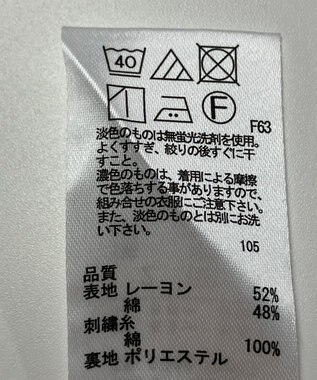 40
F
F63
淡色のものは無蛍光洗剤を使用。
よくすすぎ、絞りの後すぐに干
すこと。
濃色のものは、着用による摩擦
で色落ちする事がありますので、
組み合せの衣服にご注意下さい。
また、淡色のものとは別にお洗
い下さい。
105
品質
表地 レーヨン 52%
綿 48%
刺繍糸
綿 100%
裏地 ポリエステル